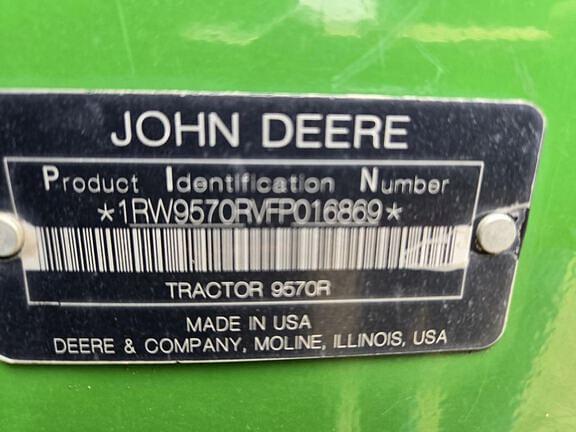 JOHN DEERE
Product Identification Number
*1RW9570RVFP016869*
TRACTOR 9570R
MADE IN USA
DEERE & COMPANY, MOLINE, ILLINOIS, USA